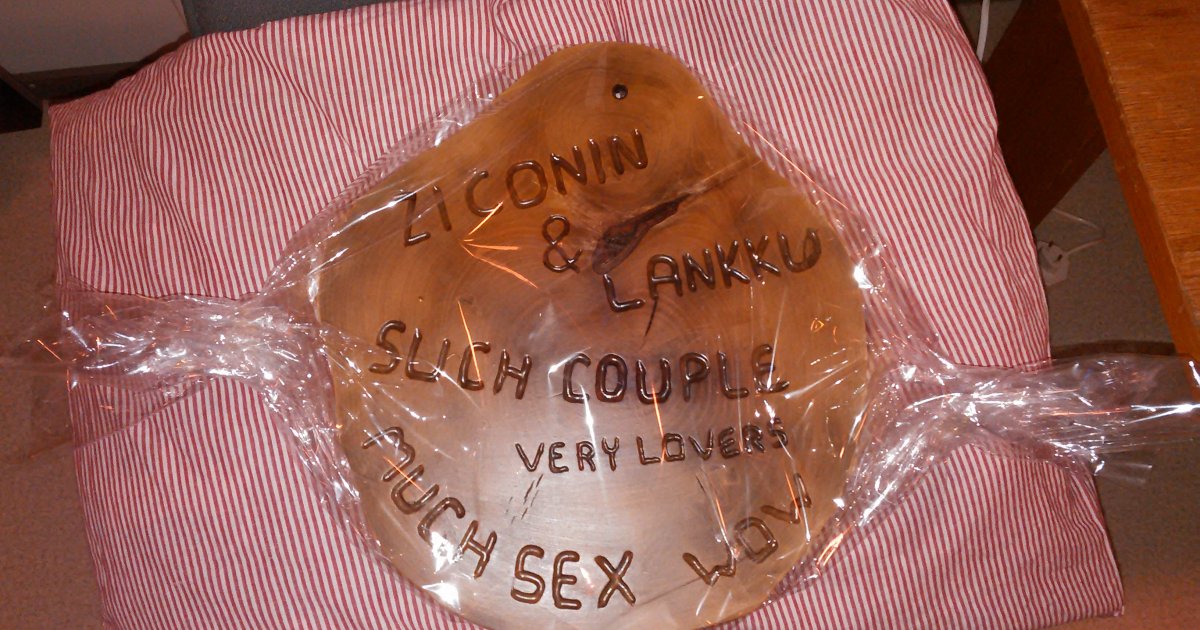 ZICONIN
&
LANKKU
SUCH COUPLE
VERY LOVERS
MUCH SEX WOW